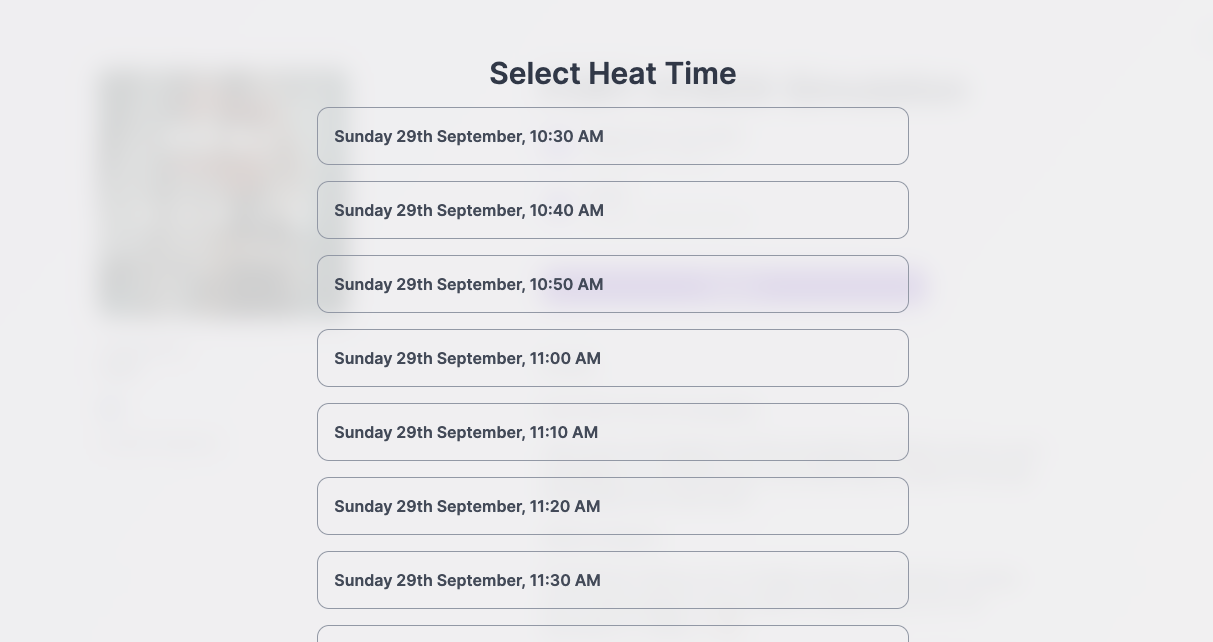 Select Heat Time
Sunday 29th September, 10:30 AM
Sunday 29th September, 10:40 AM
Sunday 29th September, 10:50 AM
Sunday 29th September, 11:00 AM
Sunday 29th September, 11:10 AM
Sunday 29th September, 11:20 AM
Sunday 29th September, 11:30 AM